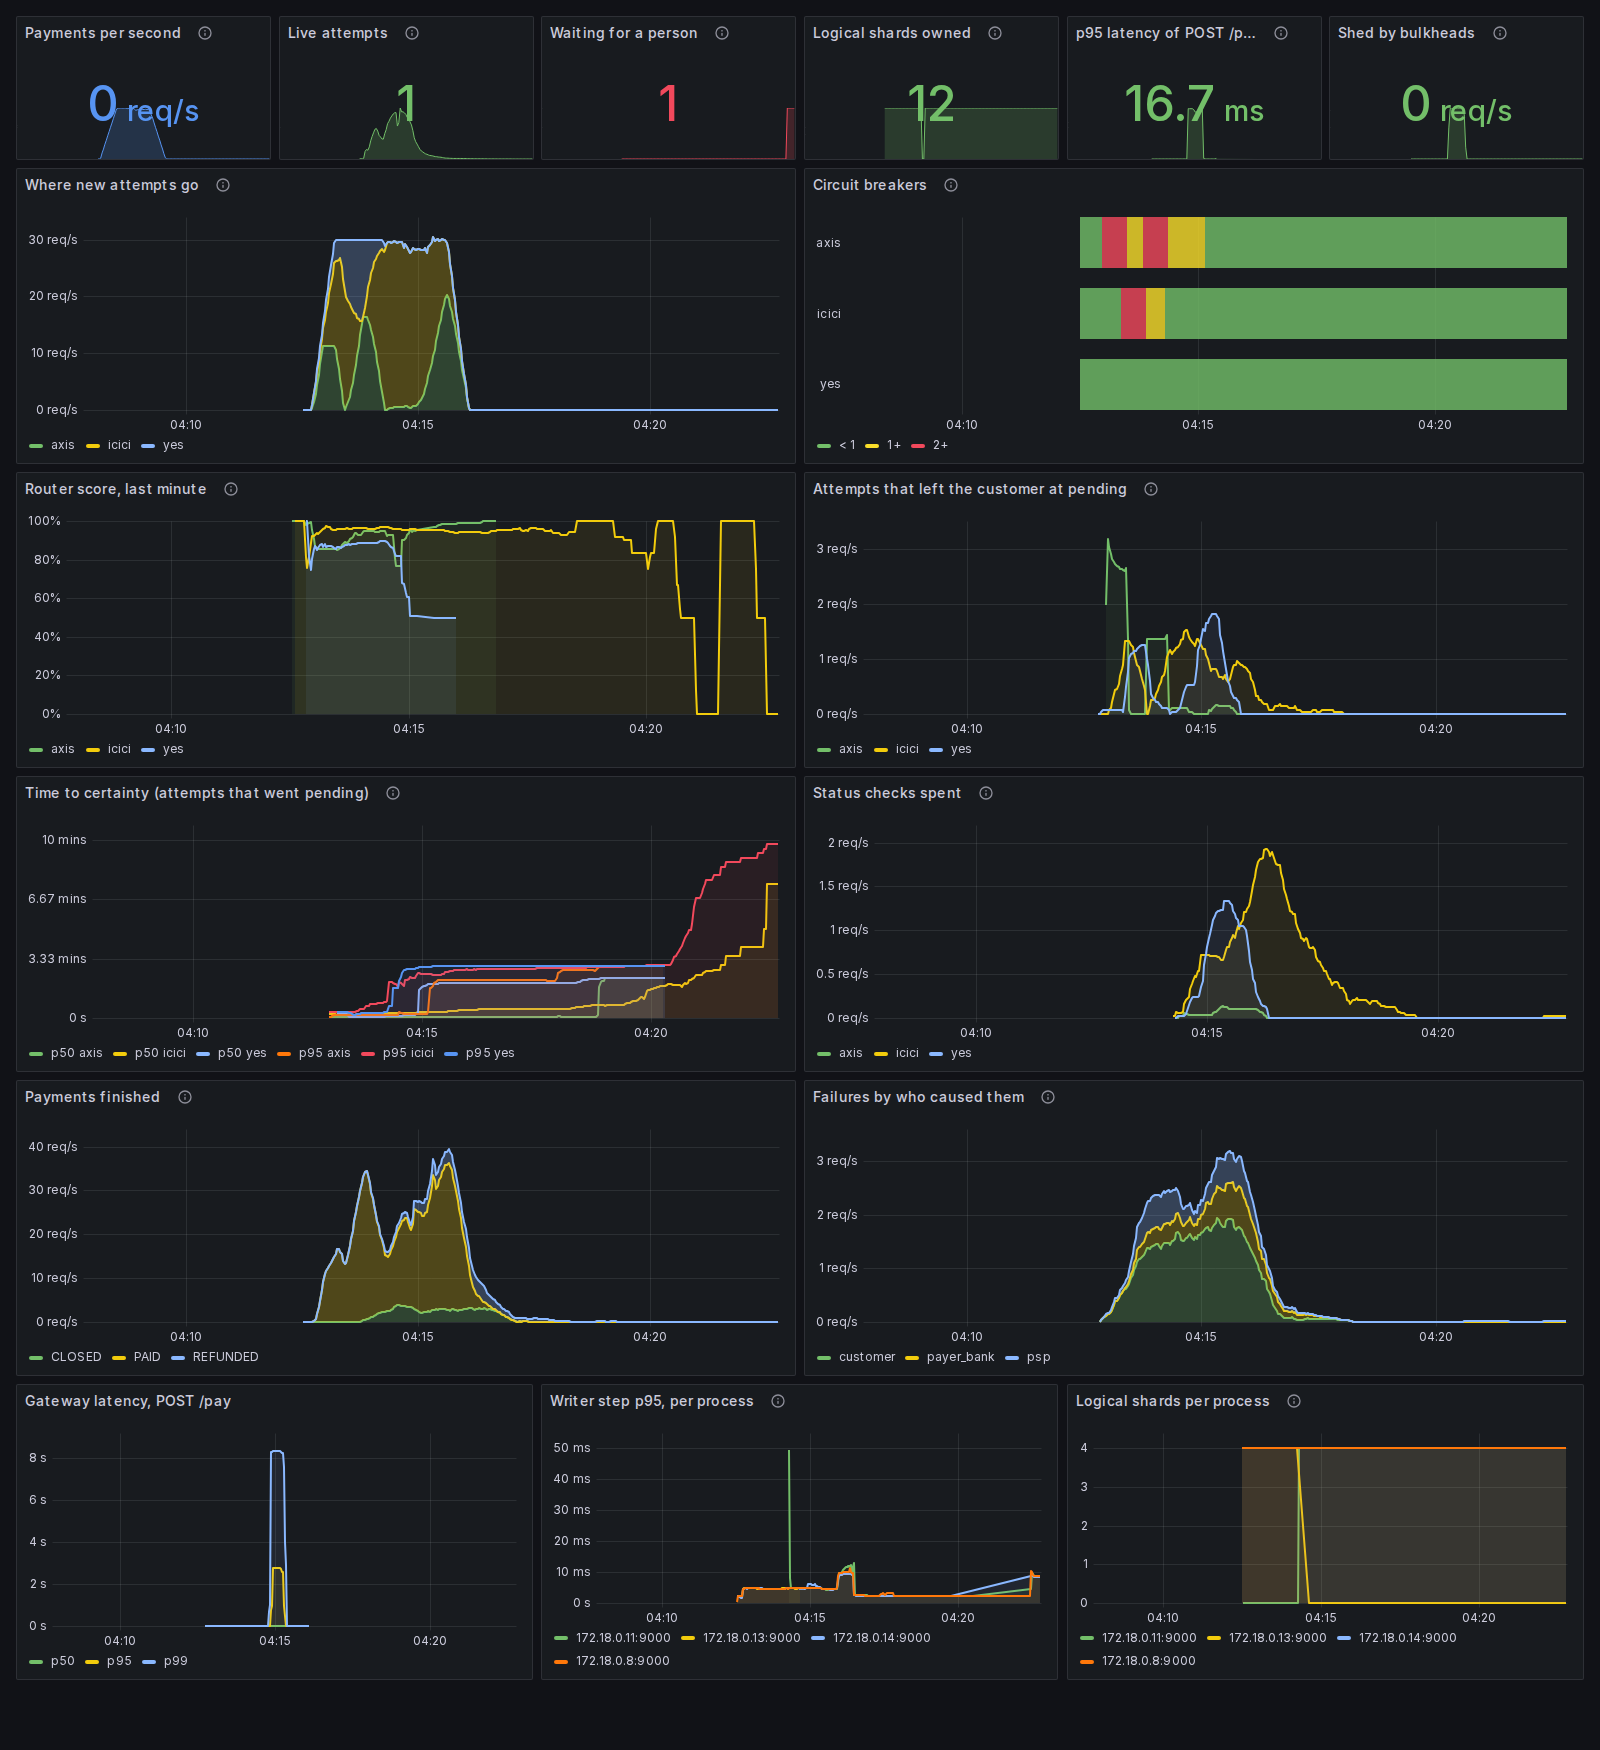 Payments per second
Live attempts
Waiting for a person
Logical shards owned
p95 latency of POST /p...
Shed by bulkheads
0 req/s
1
1
12
16.7 ms
0 req/s
Where new attempts go
30 req/s
20 req/s
10 req/s
0 req/s
04:10
04:15
04:20
axis
icici
yes
Circuit breakers
axis
icici
yes
04:10
04:15
04:20
< 1
1+
2+
Router score, last minute
100%
80%
60%
40%
20%
0%
04:10
04:15
04:20
axis
icici
yes
Attempts that left the customer at pending
3 req/s
2 req/s
1 req/s
0 req/s
04:10
04:15
04:20
axis
icici
yes
Time to certainty (attempts that went pending)
10 mins
6.67 mins
3.33 mins
0 s
04:10
04:15
04:20
p50 axis
p50 icici
p50 yes
p95 axis
p95 icici
p95 yes
Status checks spent
2 req/s
1.5 req/s
1 req/s
0.5 req/s
0 req/s
04:10
04:15
04:20
axis
icici
yes
Payments finished
40 req/s
30 req/s
20 req/s
10 req/s
0 req/s
04:10
04:15
04:20
CLOSED
PAID
REFUNDED
Failures by who caused them
3 req/s
2 req/s
1 req/s
0 req/s
04:10
04:15
04:20
customer
payer_bank
psp
Gateway latency, POST /pay
8 s
6 s
4 s
2 s
0 s
04:10
04:15
04:20
p50
p95
p99
Writer step p95, per process
50 ms
40 ms
30 ms
20 ms
10 ms
0 s
04:10
04:15
04:20
172.18.0.11:9000
172.18.0.13:9000
172.18.0.14:9000
172.18.0.8:9000
Logical shards per process
4
3
2
1
0
04:10
04:15
04:20
172.18.0.11:9000
172.18.0.13:9000
172.18.0.14:9000
172.18.0.8:9000